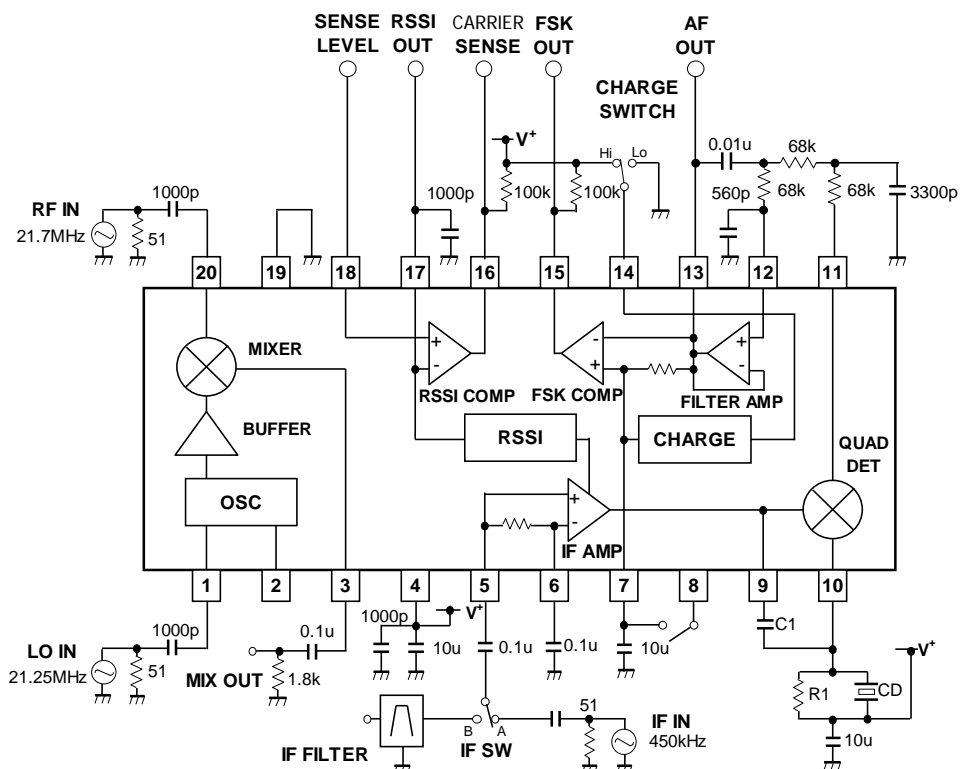 SENSE LEVEL
RSSI OUT
CARRIER SENSE
FSK OUT
AF OUT
CHARGE SWITCH
V+
Hi
Lo
0.01u
68k
RF IN
21.7MHz
1000p
51
1000p
100k
100k
560p
68k
68k
3300p
20
19
18
17
16
15
14
13
12
11
MIXER
+
-
RSSI COMP
-
+
FSK COMP
+
-
FILTER AMP
BUFFER
RSSI
CHARGE
QUAD DET
OSC
+
-
IF AMP
1
2
3
4
5
6
7
8
9
10
LO IN
21.25MHz
1000p
51
0.1u
MIX OUT
1.8k
1000p
10u
V+
0.1u
0.1u
10u
C1
V+
R1
CD
10u
IF FILTER
B
A
IF SW
51
IF IN
450kHz